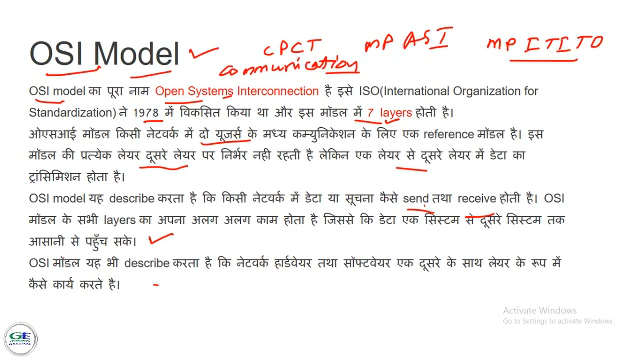 OSI Model
CPCT
MP ASI
MP ITITO
communication
OSI model का पूरा नाम Open Systems Interconnection है इसे ISO(International Organization for
Standardization) ने 1978 में विकसित किया था और इस मॉडल में 7 layers होती है।
ओएसआई मॉडल किसी नेटवर्क में दो यूज़र्स के मध्य कम्युनिकेशन के लिए एक reference मॉडल है। इस
मॉडल की प्रत्येक लेयर दूसरे लेयर पर निर्भर नही रहती है लेकिन एक लेयर से दूसरे लेयर में डेटा का
ट्रांसमिशन होता है।
OSI मॉडल यह describe करता है कि किसी नेटवर्क में डेटा या सूचना कैसे send तथा receive होती है। OSI
मॉडल के सभी layers का अपना अलग अलग काम होता है जिससे कि डेटा एक सिस्टम से दूसरे सिस्टम तक
आसानी से पहुँच सके।
OSI मॉडल यह भी describe करता है कि नेटवर्क हार्डवेयर तथा सॉफ्टवेयर एक दूसरे के साथ लेयर के रूप में
कैसे कार्य करते है।
Activate Windows
Go to Settings to activate Windows.
GE